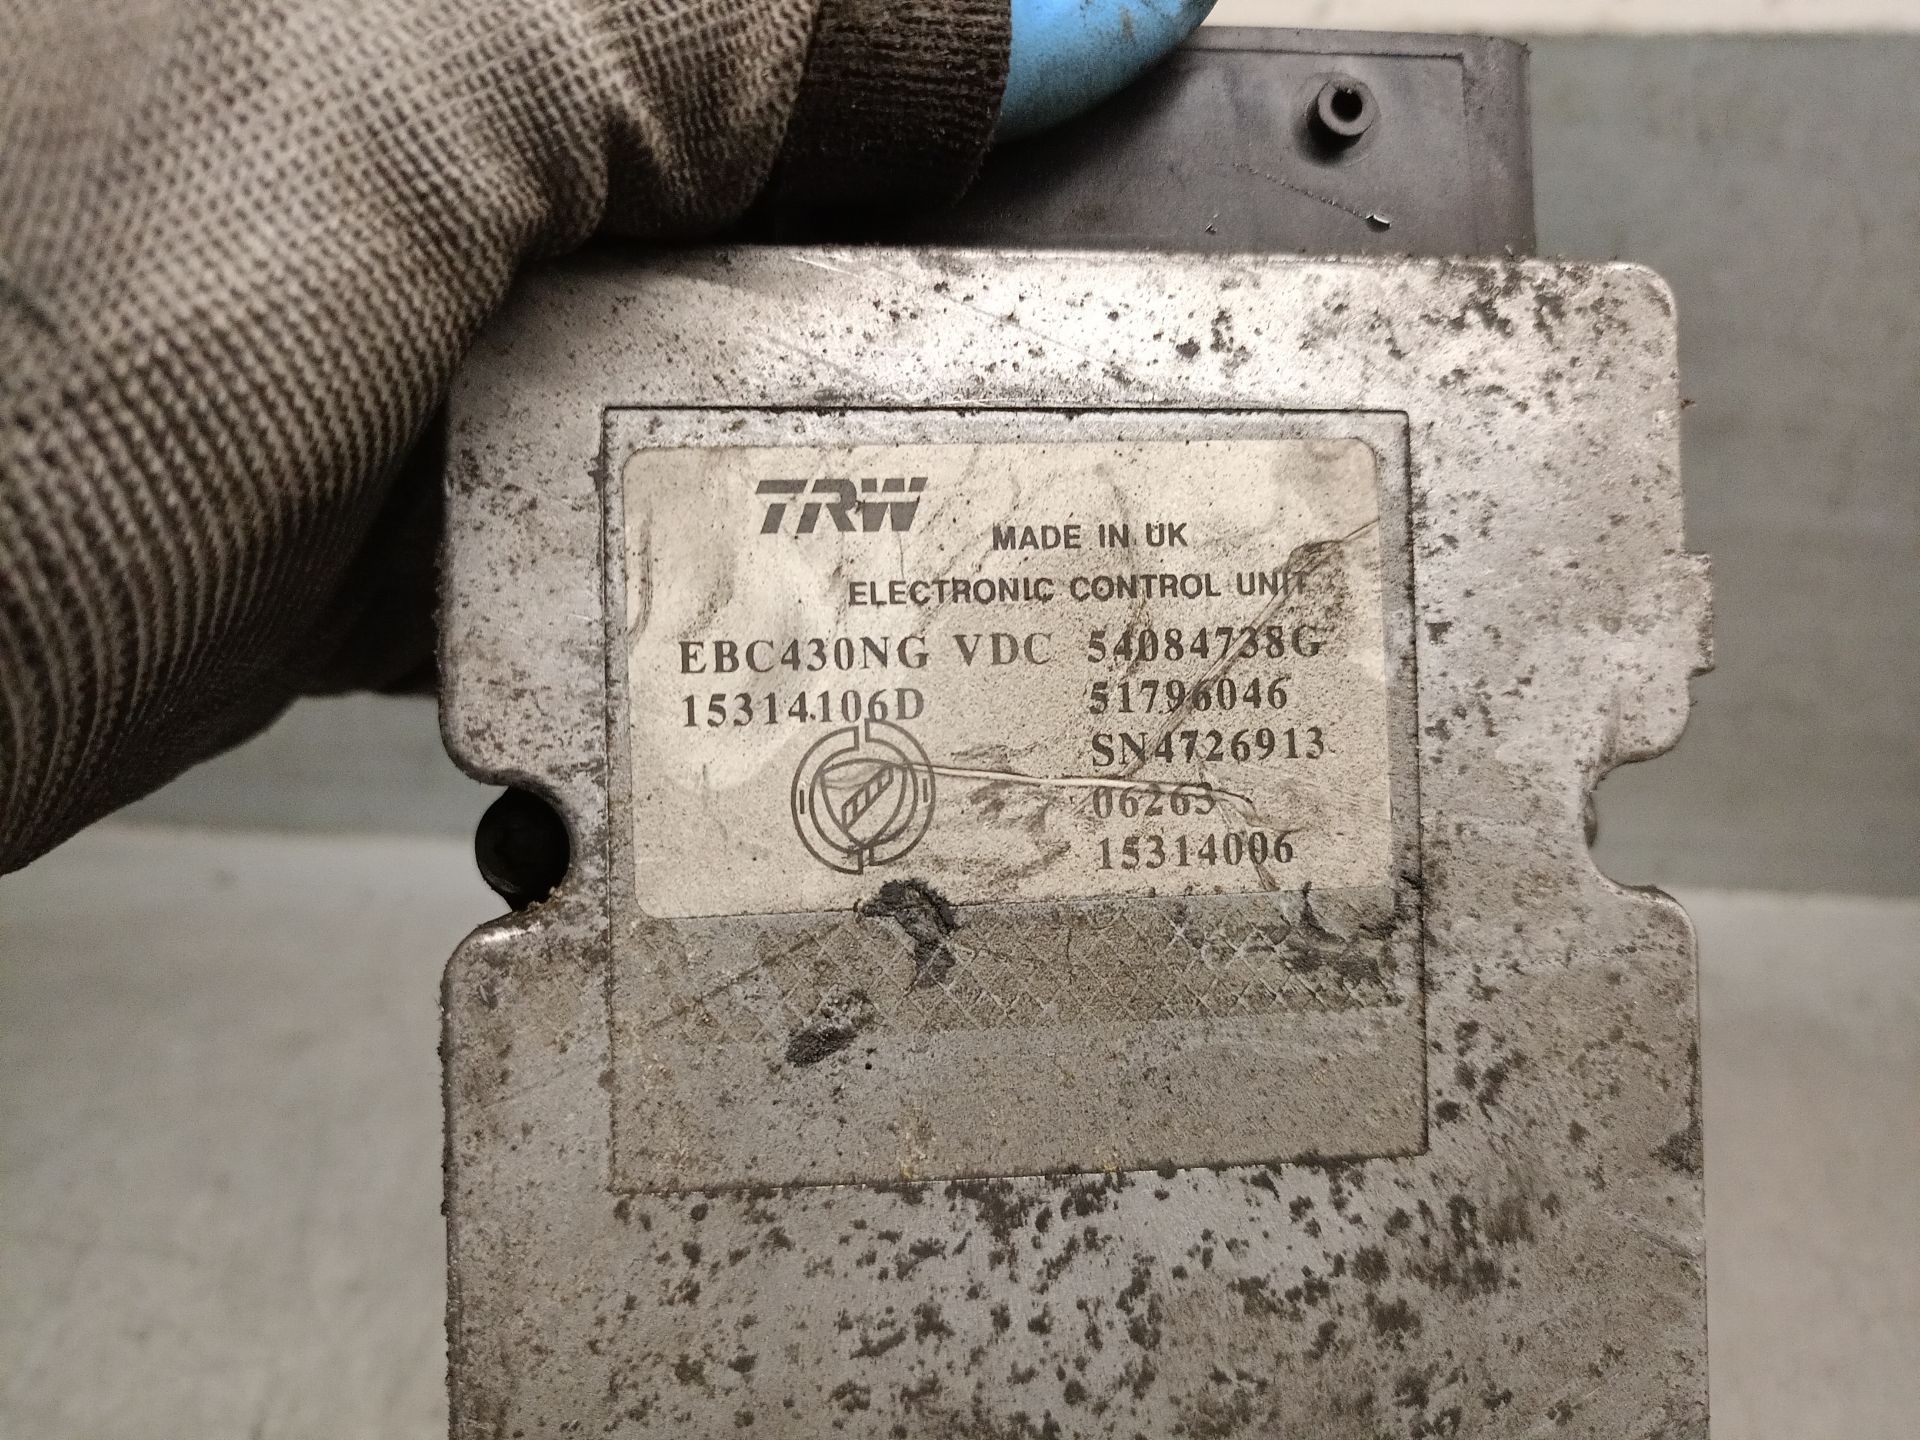 TRW
MADE IN UK
ELECTRONIC CONTROL UNIT
EBC430NG VDC 54084738G
15314106D 51796046
SN4726913
06263
15314006